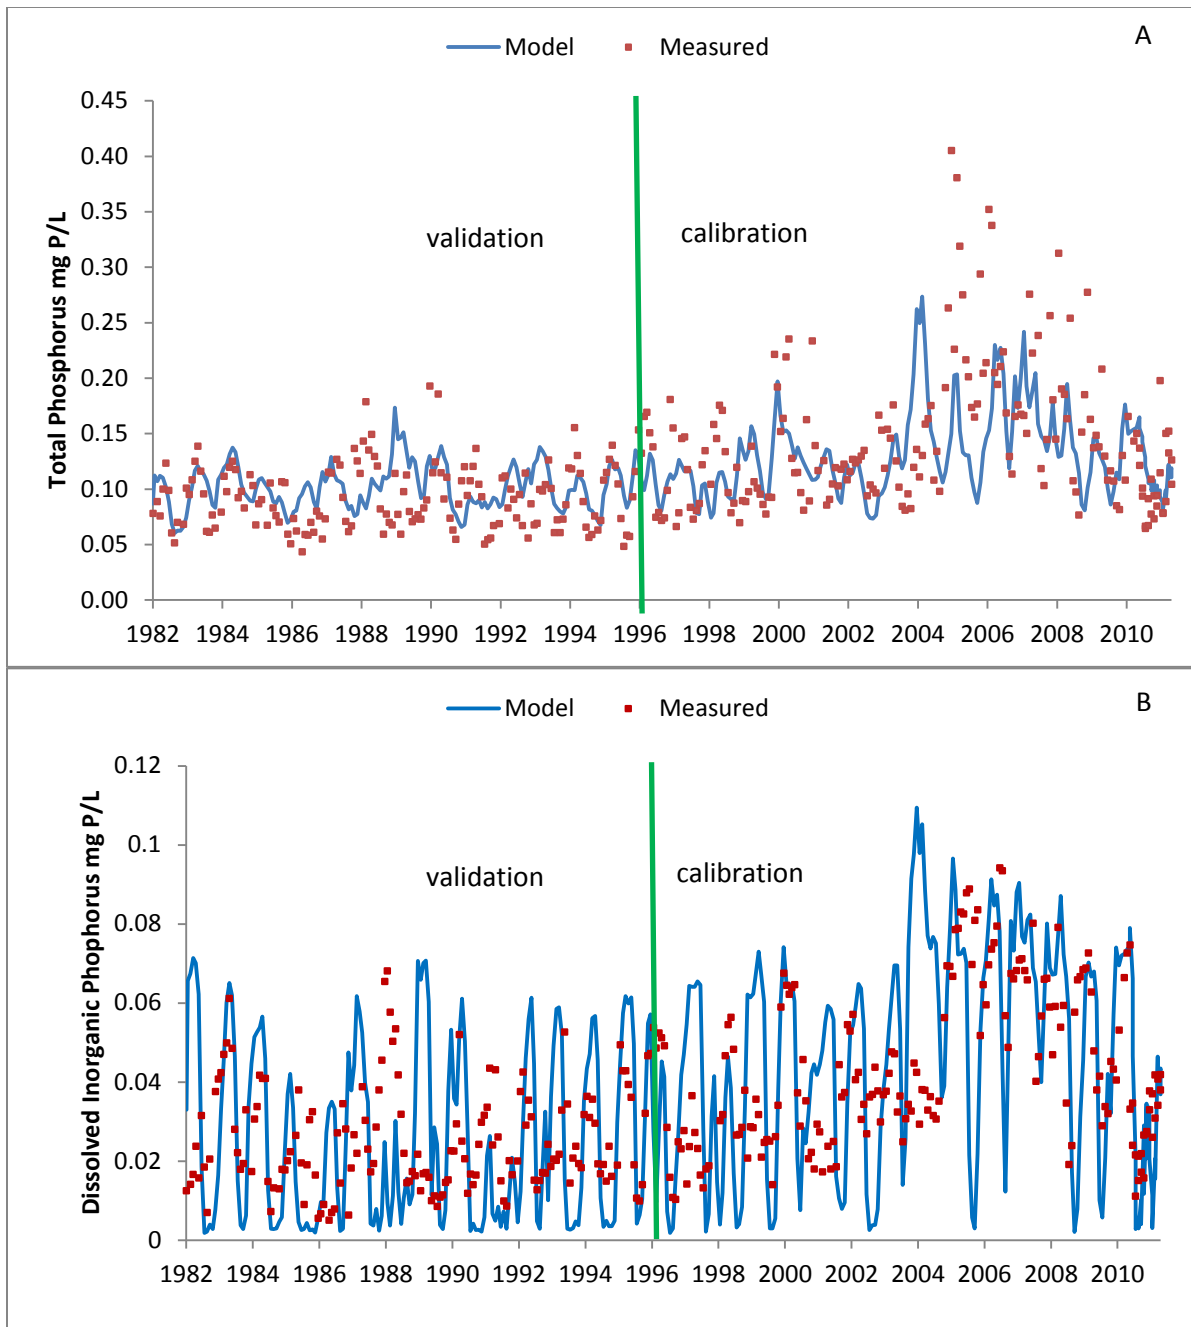 Model Measured A
0.45
0.40
0.35
0.30
0.25
0.20
0.15
0.10
0.05
0.00
Total Phosphorus mg P/L
validation calibration
1982 1984 1986 1988 1990 1992 1994 1996 1998 2000 2002 2004 2006 2008 2010
Model Measured B
0.12
0.1
0.08
0.06
0.04
0.02
0
Dissolved Inorganic Phophorus mg P/L
validation calibration
1982 1984 1986 1988 1990 1992 1994 1996 1998 2000 2002 2004 2006 2008 2010